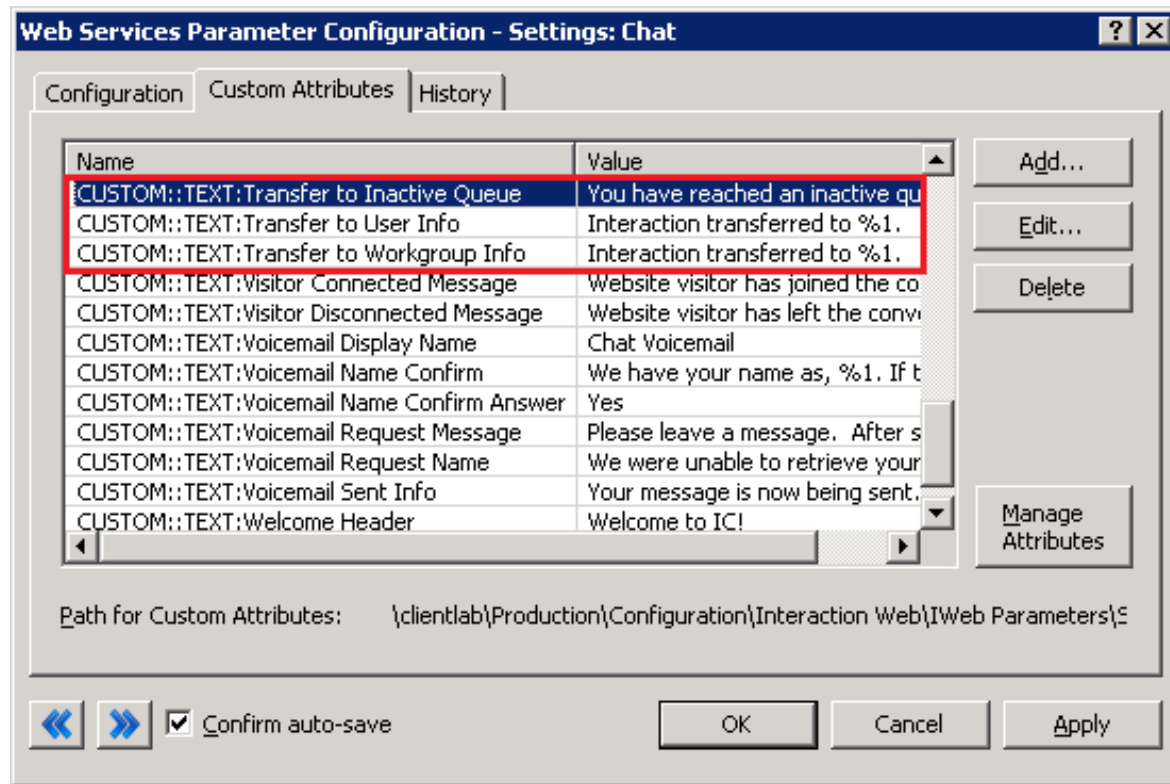 Web Services Parameter Configuration - Settings: Chat
Configuration Custom Attributes History
Name Value
CUSTOM::TEXT:Transfer to Inactive Queue You have reached an inactive qu
CUSTOM::TEXT:Transfer to User Info Interaction transferred to %1.
CUSTOM::TEXT:Transfer to Workgroup Info Interaction transferred to %1.
CUSTOM::TEXT:Visitor Connected Message Website visitor has joined the co
CUSTOM::TEXT:Visitor Disconnected Message Website visitor has left the conv
CUSTOM::TEXT:Voicemail Display Name Chat Voicemail
CUSTOM::TEXT:Voicemail Name Confirm We have your name as, %1. If t
CUSTOM::TEXT:Voicemail Name Confirm Answer Yes
CUSTOM::TEXT:Voicemail Request Message Please leave a message. After s
CUSTOM::TEXT:Voicemail Request Name We were unable to retrieve your
CUSTOM::TEXT:Voicemail Sent Info Your message is now being sent.
CUSTOM::TEXT:Welcome Header Welcome to IC!
Add...
Edit...
Delete
Manage
Attributes
Path for Custom Attributes: \clientlab\Production\Configuration\Interaction Web\IWeb Parameters\S
Confirm auto-save OK Cancel Apply